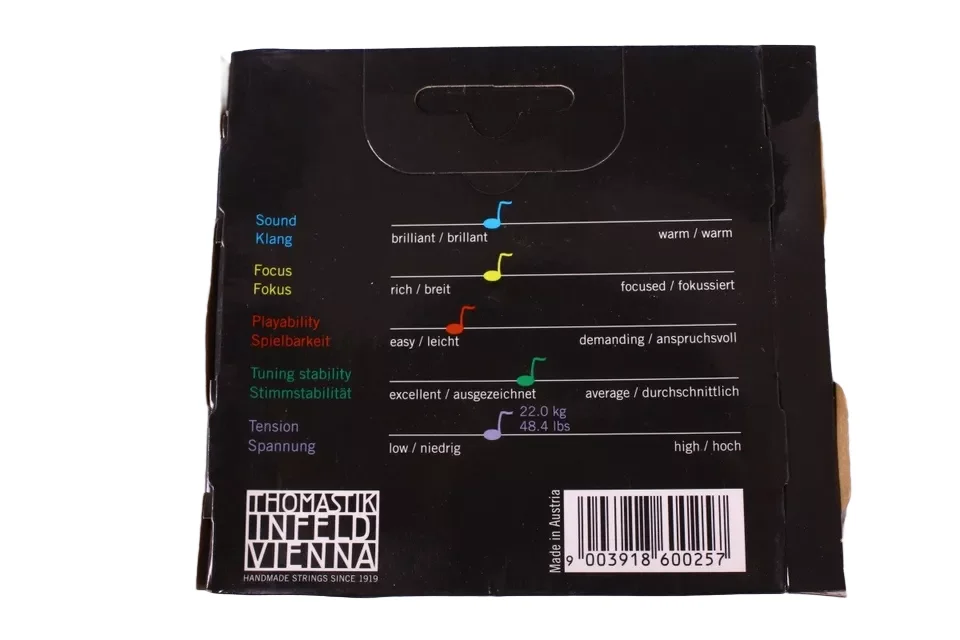 Sound
Klang
brilliant / brillant
warm / warm
Focus
Fokus
rich / breit
focused / fokussiert
Playability
Spielbarkeit
easy / leicht
demanding / anspruchsvoll
Tuning stability
Stimmstabilität
excellent / ausgezeichnet
average / durchschnittlich
Tension
Spannung
22.0 kg
48.4 lbs
low / niedrig
high / hoch
THOMASTIK
INFELD
VIENNA
HANDMADE STRINGS SINCE 1919
Made in Austria
9 003918 600257